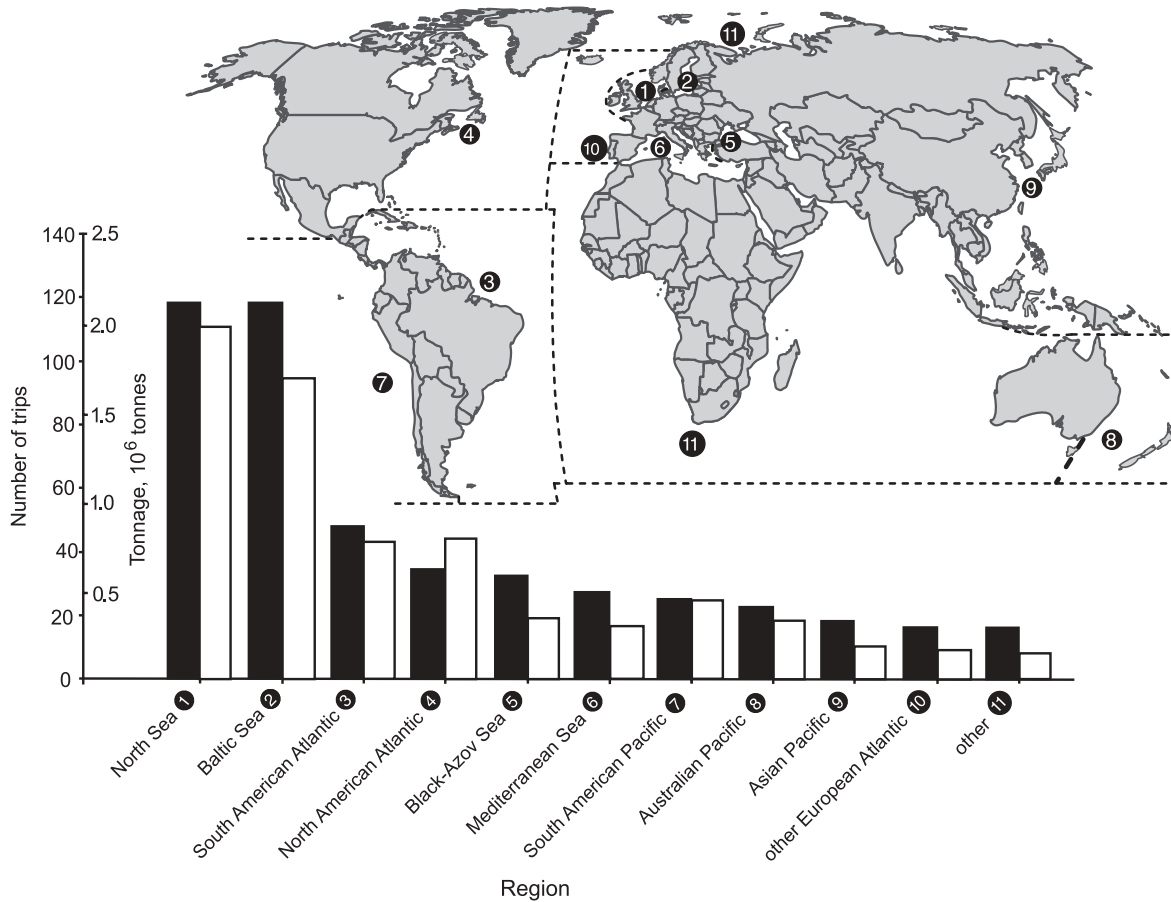 11
2
1
4
10
6
5
9
3
7
8
11
140
120
100
80
60
40
20
0
2.5
2.0
1.5
1.0
0.5
Number of trips
Tonnage, 10⁶ tonnes
North Sea 1
Baltic Sea 2
South American Atlantic 3
North American Atlantic 4
Black-Azov Sea 5
Mediterranean Sea 6
South American Pacific 7
Australian Pacific 8
Asian Pacific 9
other European Atlantic 10
other 11
Region